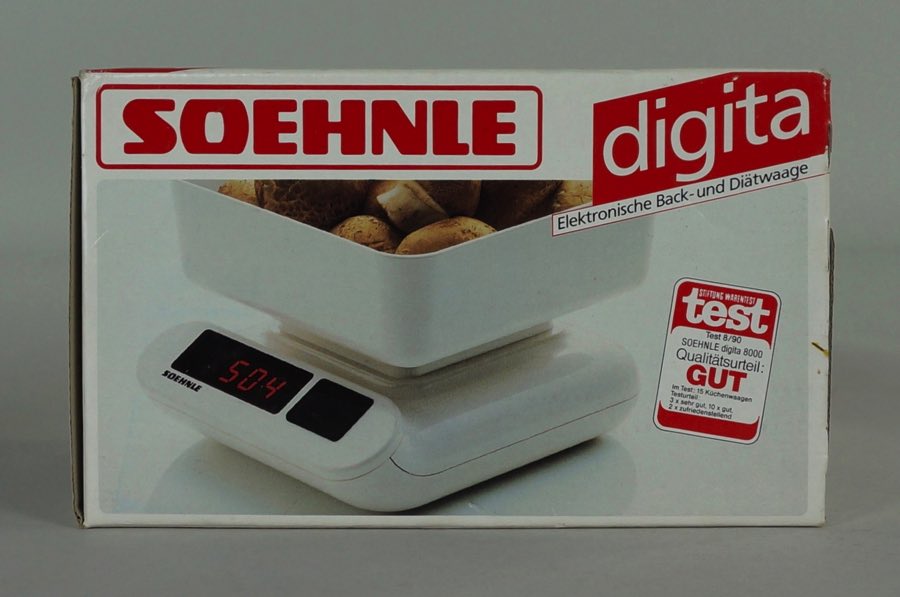 SOEHNLE
digita
Elektronische Back- und Diätwaage
504
SOEHNLE
STIFTUNG WARENTEST
test
Test 8/90
SOEHNLE digita 8000
Qualitätsurteil:
GUT
Im Test: 15 Küchenwaagen
Testurteil
3 x sehr gut, 10 x gut,
2 x zufriedenstellend